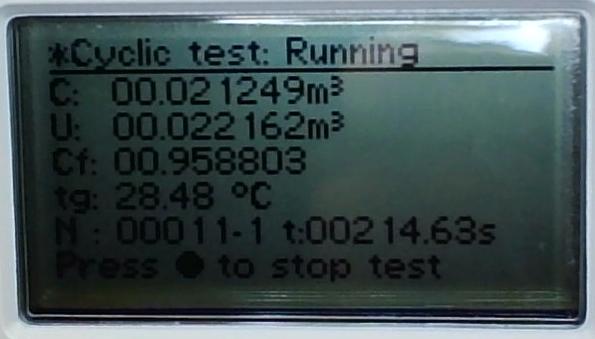 *Cyclic test: Running
C: 00.021249m³
U: 00.022162m³
Cf: 00.958803
tg: 28.48 °C
N : 00011-1 t:00214.63s
Press ● to stop test